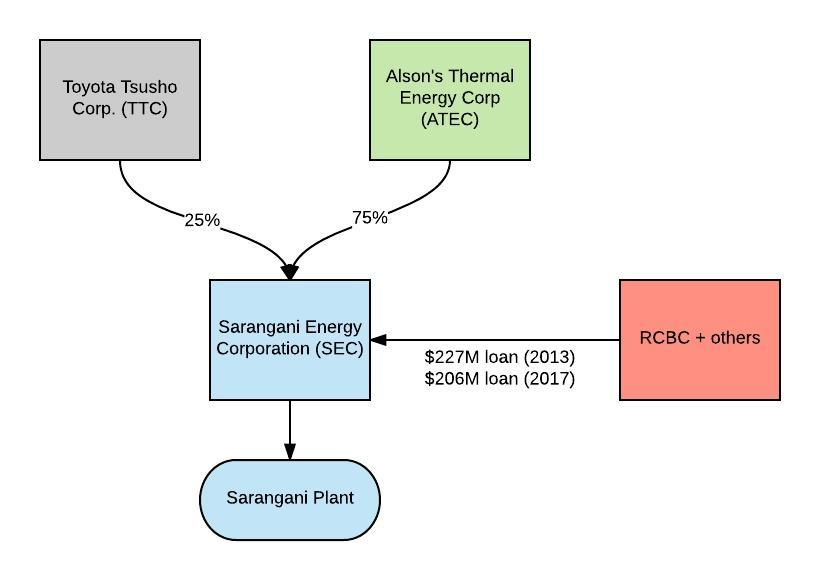 Toyota Tsusho
Corp. (TTC)
Alson's Thermal
Energy Corp
(ATEC)
25%
75%
Sarangani Energy
Corporation (SEC)
$227M loan (2013)
$206M loan (2017)
RCBC + others
Sarangani Plant